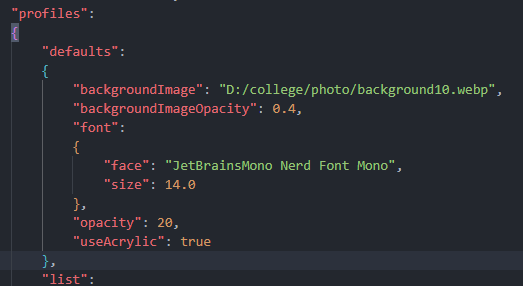 "profiles":
{
"defaults":
{
"backgroundImage": "D:/college/photo/background10.webp",
"backgroundImageOpacity": 0.4,
"font":
{
"face": "JetBrainsMono Nerd Font Mono",
"size": 14.0
},
"opacity": 20,
"useAcrylic": true
},
"list":